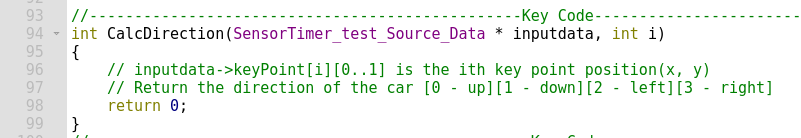 93 //------------------------------------------------Key Code-----------------------
94 int CalcDirection(SensorTimer_test_Source_Data * inputdata, int i)
95 {
96 // inputdata->keyPoint[i][0..1] is the ith key point position(x, y)
97 // Return the direction of the car [0 - up][1 - down][2 - left][3 - right]
98 return 0;
99 }